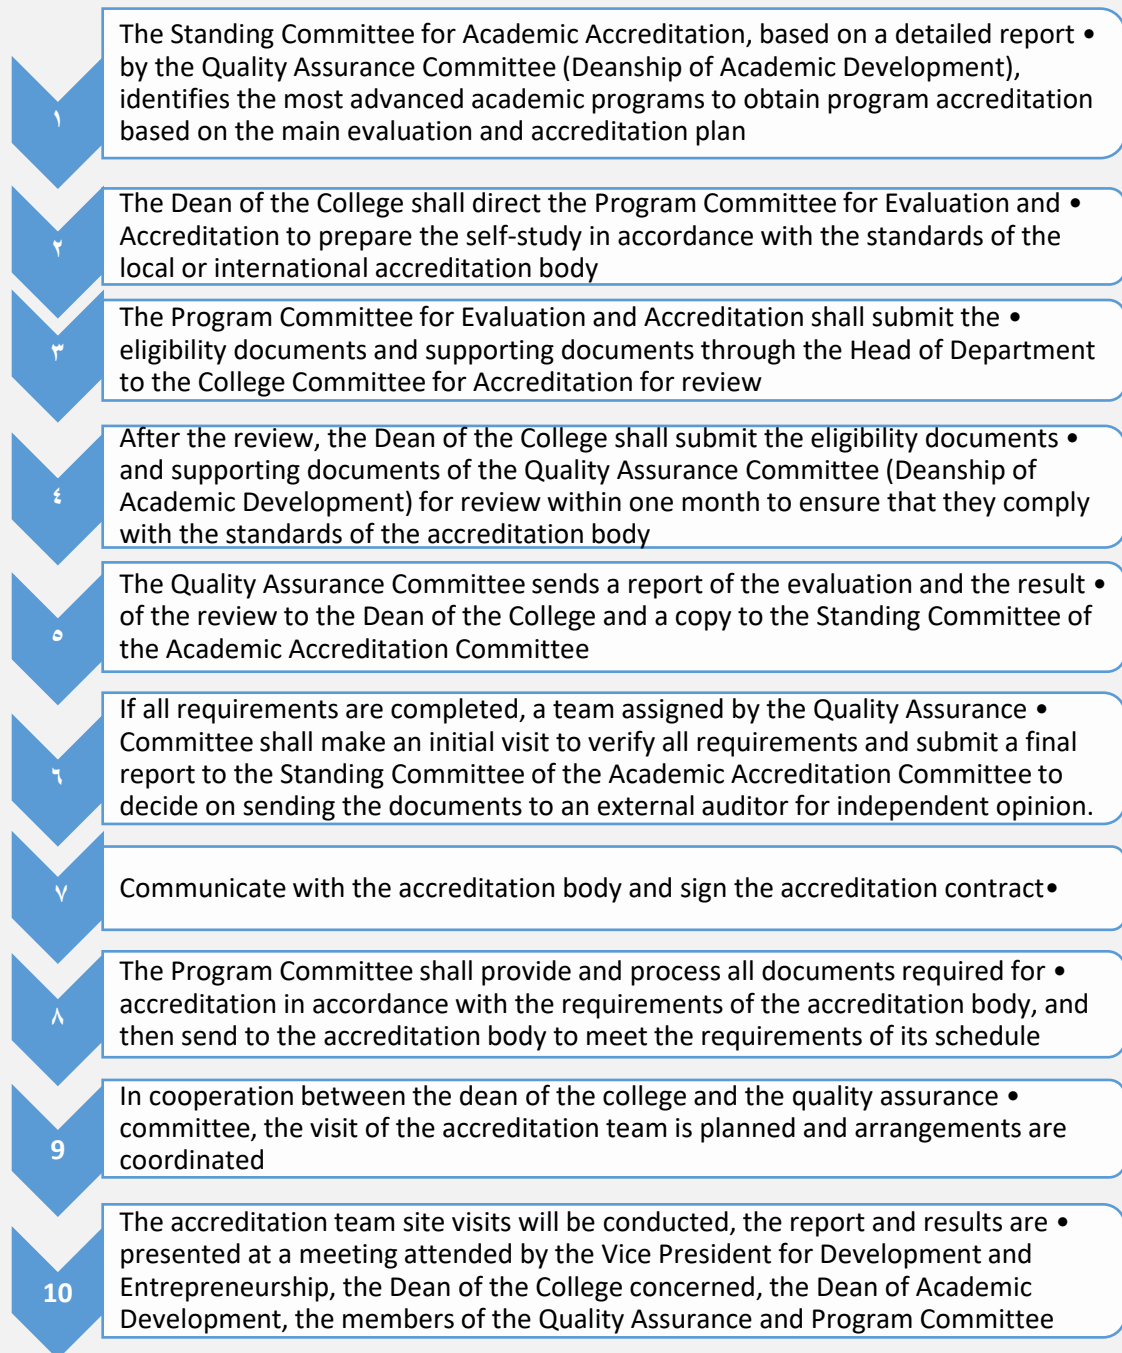 ١
The Standing Committee for Academic Accreditation, based on a detailed report •
by the Quality Assurance Committee (Deanship of Academic Development),
identifies the most advanced academic programs to obtain program accreditation
based on the main evaluation and accreditation plan
٢
The Dean of the College shall direct the Program Committee for Evaluation and •
Accreditation to prepare the self-study in accordance with the standards of the
local or international accreditation body
٣
The Program Committee for Evaluation and Accreditation shall submit the •
eligibility documents and supporting documents through the Head of Department
to the College Committee for Accreditation for review
٤
After the review, the Dean of the College shall submit the eligibility documents •
and supporting documents of the Quality Assurance Committee (Deanship of
Academic Development) for review within one month to ensure that they comply
with the standards of the accreditation body
٥
The Quality Assurance Committee sends a report of the evaluation and the result •
of the review to the Dean of the College and a copy to the Standing Committee of
the Academic Accreditation Committee
٦
If all requirements are completed, a team assigned by the Quality Assurance •
Committee shall make an initial visit to verify all requirements and submit a final
report to the Standing Committee of the Academic Accreditation Committee to
decide on sending the documents to an external auditor for independent opinion.
٧
Communicate with the accreditation body and sign the accreditation contract•
٨
The Program Committee shall provide and process all documents required for •
accreditation in accordance with the requirements of the accreditation body, and
then send to the accreditation body to meet the requirements of its schedule
9
In cooperation between the dean of the college and the quality assurance •
committee, the visit of the accreditation team is planned and arrangements are
coordinated
10
The accreditation team site visits will be conducted, the report and results are •
presented at a meeting attended by the Vice President for Development and
Entrepreneurship, the Dean of the College concerned, the Dean of Academic
Development, the members of the Quality Assurance and Program Committee